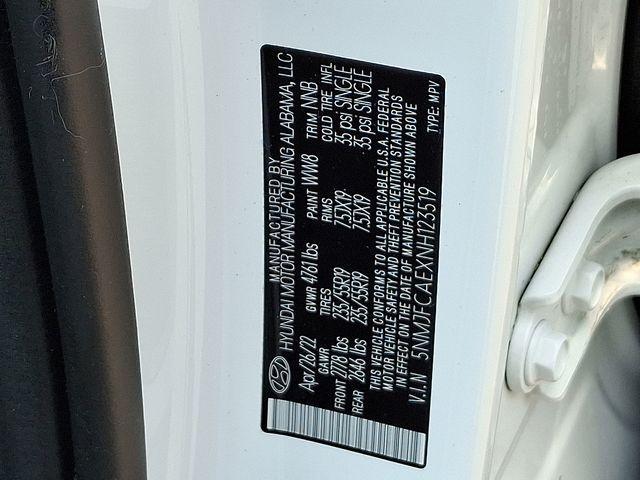 MANUFACTURED BY
HYUNDAI MOTOR MANUFACTURING ALABAMA, LLC
Apr/26/22 GVWR 4761 lbs PAINT WW8 TRIM NNB
GAWR TIRES RIMS COLD TIRE INFL
FRONT 2778 lbs 235/55R19 7.5JX19 35 psi SINGLE
REAR 2646 lbs 235/55R19 7.5JX19 35 psi SINGLE
THIS VEHICLE CONFORMS TO ALL APPLICABLE U.S.A. FEDERAL
MOTOR VEHICLE SAFETY AND THEFT PREVENTION STANDARDS
IN EFFECT ON THE DATE OF MANUFACTURE SHOWN ABOVE
V.I.N 5NMJFCAEXNH123519 TYPE: MPV